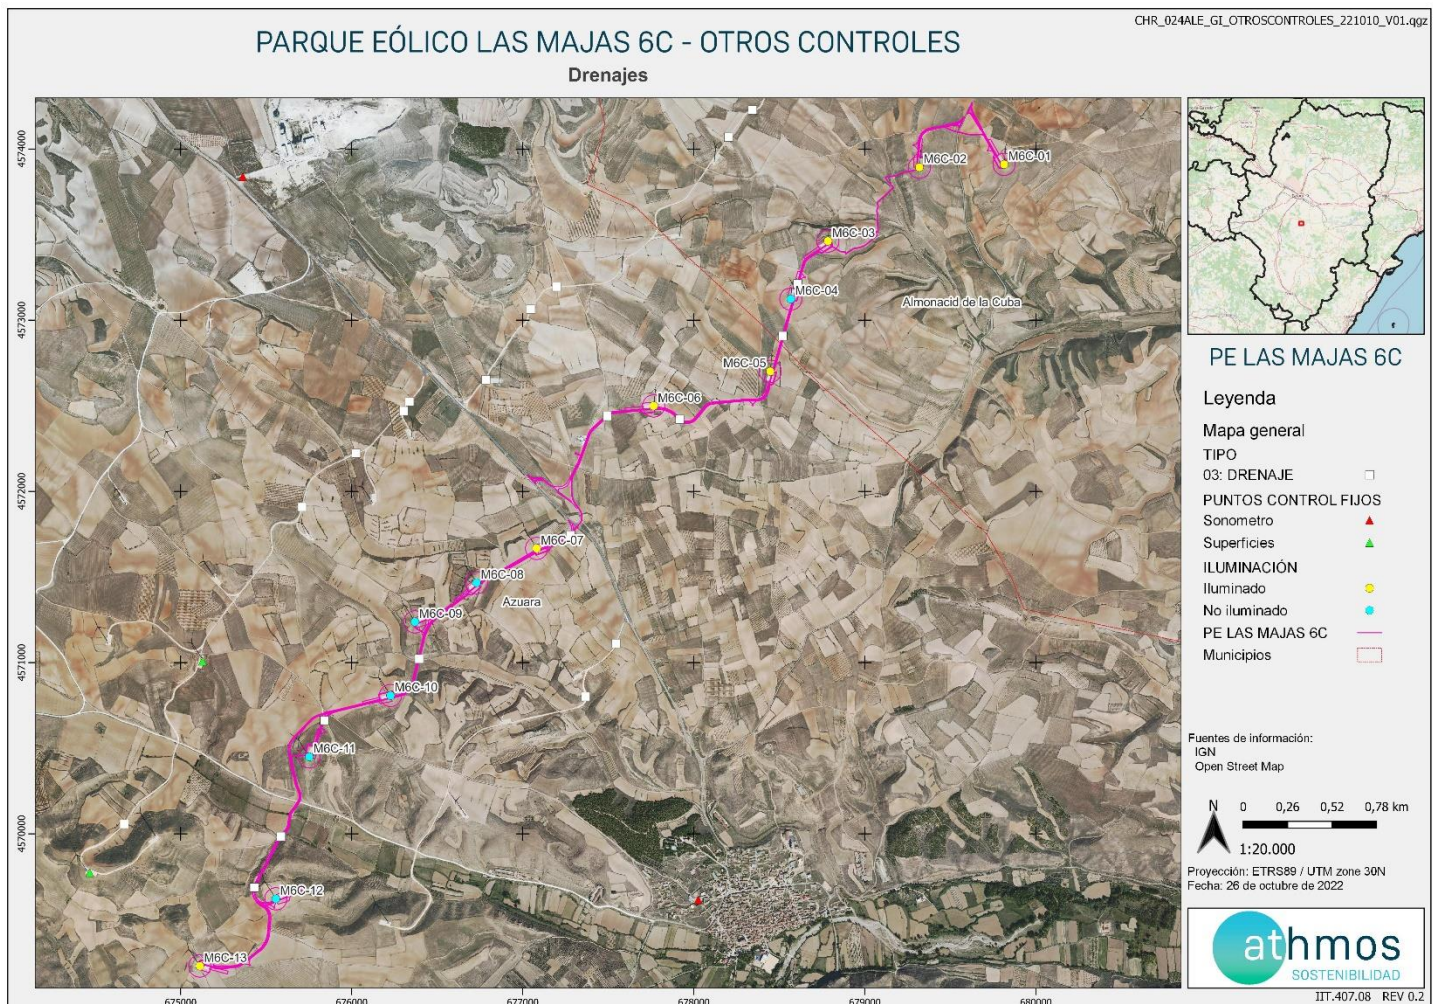 CHR_024ALE_GI_OTROSCONTROLES_221010_V01.qgz
PARQUE EÓLICO LAS MAJAS 6C - OTROS CONTROLES
Drenajes
4574000
4573000
4572000
4571000
4570000
M6C-02
M6C-01
M6C-03
M6C-04
Almonacid de la Cuba
M6C-05
M6C-06
M6C-07
M6C-08
Azuara
M6C-09
M6C-10
M6C-11
M6C-12
M6C-13
675000
676000
677000
678000
679000
680000
PE LAS MAJAS 6C
Leyenda
Mapa general
TIPO
03: DRENAJE
PUNTOS CONTROL FIJOS
Sonometro
Superficies
ILUMINACIÓN
Iluminado
No iluminado
PE LAS MAJAS 6C
Municipios
Fuentes de información:
IGN
Open Street Map
N
0 0,26 0,52 0,78 km
1:20.000
Proyección: ETRS89 / UTM zone 30N
Fecha: 26 de octubre de 2022
athmos
SOSTENIBILIDAD
IIT.407.08 REV 0.2